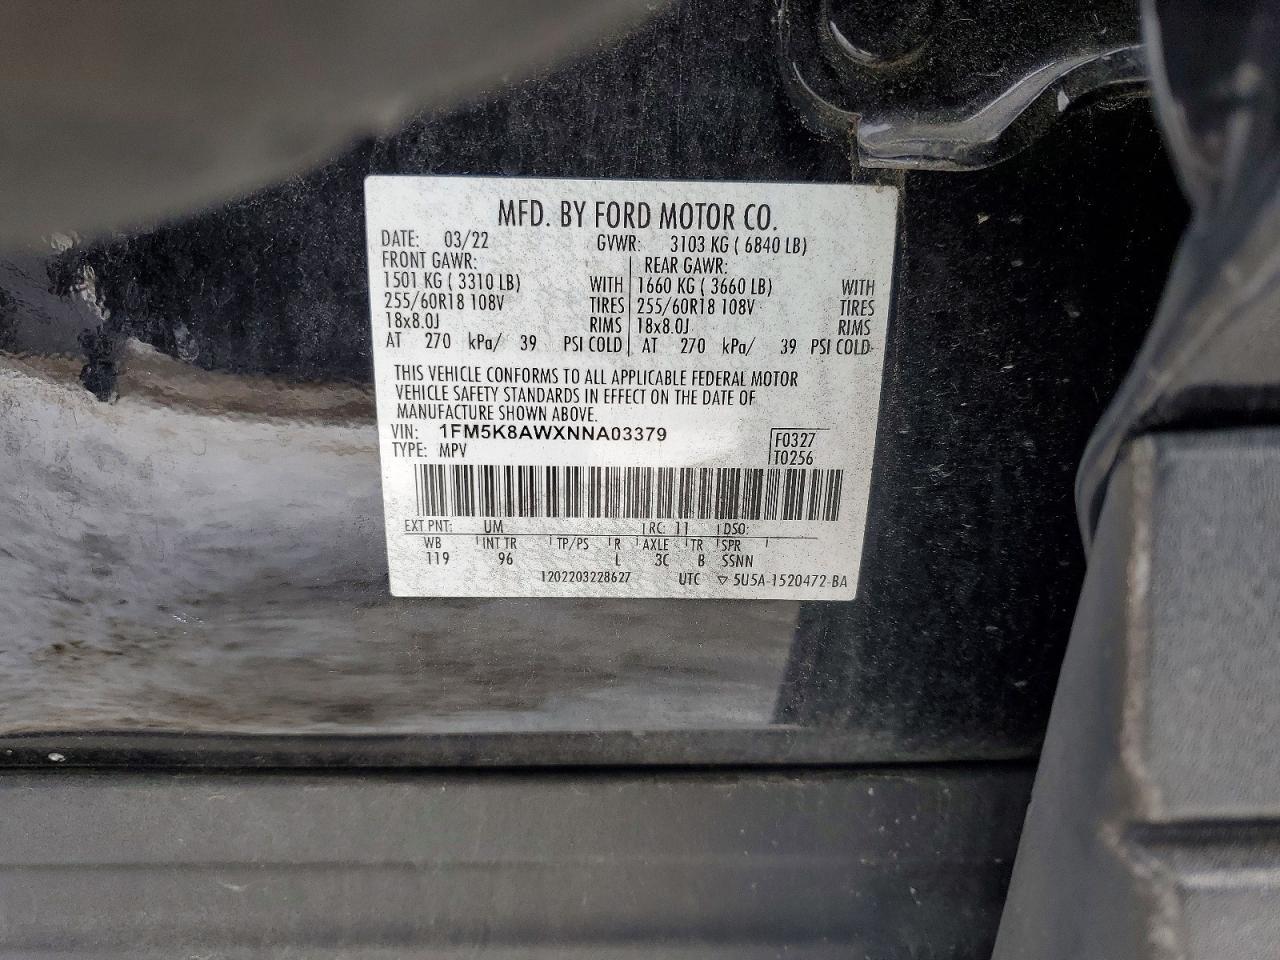 MFD. BY FORD MOTOR CO.
DATE: 03/22 GVWR: 3103 KG ( 6840 LB)
FRONT GAWR: REAR GAWR:
1501 KG ( 3310 LB) WITH 1660 KG ( 3660 LB) WITH
255/60R18 108V TIRES 255/60R18 108V TIRES
18x8.0J RIMS 18x8.0J RIMS
AT 270 kPa/ 39 PSI COLD AT 270 kPa/ 39 PSI COLD
THIS VEHICLE CONFORMS TO ALL APPLICABLE FEDERAL MOTOR
VEHICLE SAFETY STANDARDS IN EFFECT ON THE DATE OF
MANUFACTURE SHOWN ABOVE.
VIN: 1FM5K8AWXNNA03379 F0327
TYPE: MPV T0256
EXT PNT: UM RC: 11 DSO:
WB INT TR TP/PS R AXLE TR SPR
119 96 L 3C B SSNN
1202203228627 UTC ▽ 5U5A-1520472-BA